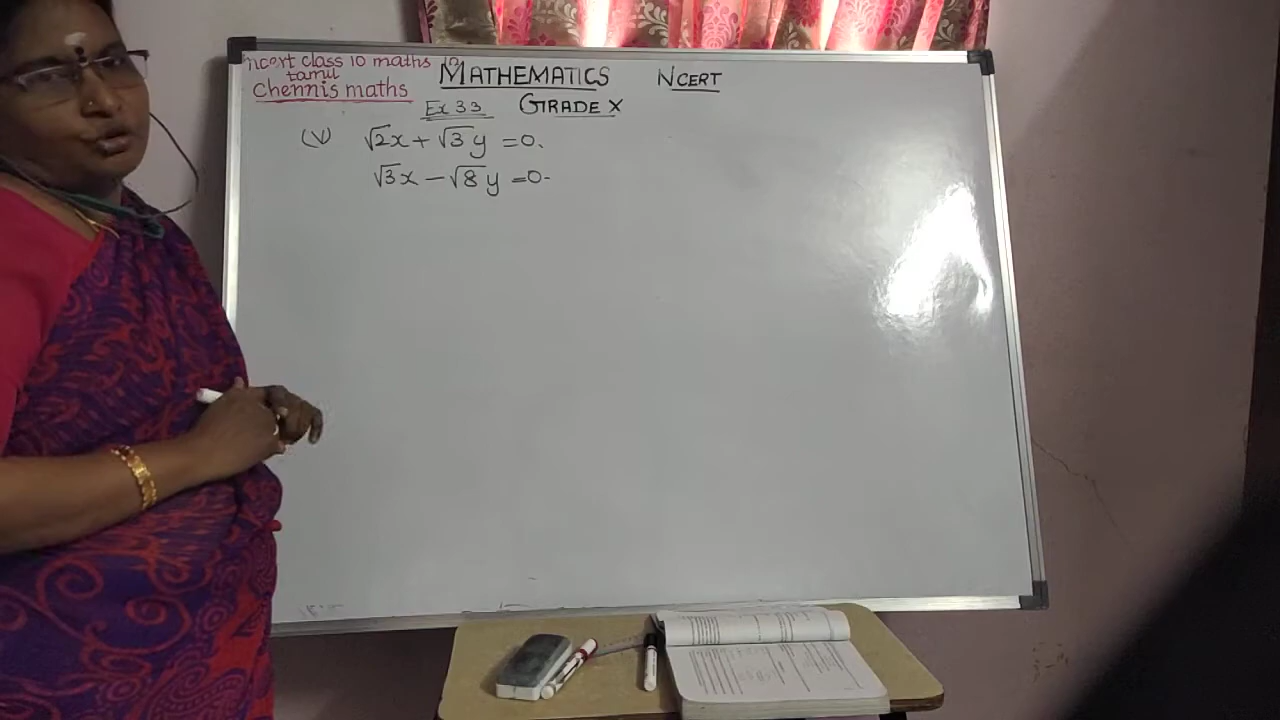 ncert class 10 maths
tamil
Chennis maths
MATHEMATICS NCERT
Ex 3.3 GRADE X
(V) √2x + √3y = 0.
√3x − √8y = 0